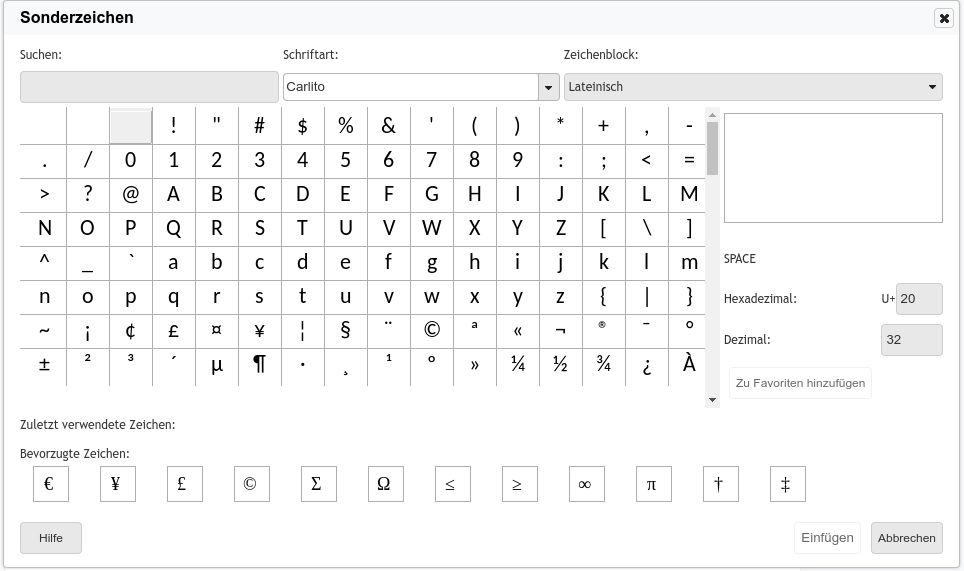 Sonderzeichen
Suchen: Schriftart: Zeichenblock:
Carlito Lateinisch
! " # $ % & ' ( ) * + , -
. / 0 1 2 3 4 5 6 7 8 9 : ; < =
> ? @ A B C D E F G H I J K L M
N O P Q R S T U V W X Y Z [ \ ]
^ _ ` a b c d e f g h i j k l m
n o p q r s t u v w x y z { | }
~ ¡ ¢ £ ¤ ¥ ¦ § ¨ © ª « ¬ ® ¯ °
± ² ³ ´ µ ¶ · ¸ ¹ º » ¼ ½ ¾ ¿ À
SPACE
Hexadezimal: U+ 20
Dezimal: 32
Zu Favoriten hinzufügen
Zuletzt verwendete Zeichen:
Bevorzugte Zeichen:
€ ¥ £ © Σ Ω ≤ ≥ ∞ π † ‡
Hilfe Einfügen Abbrechen